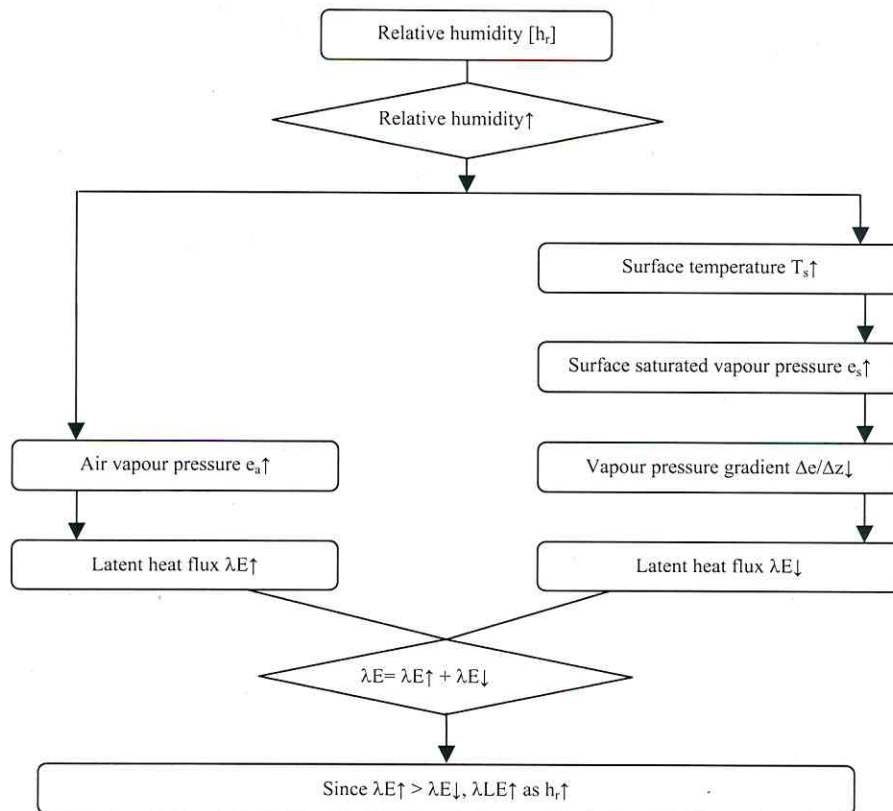 Relative humidity [hr]
Relative humidity↑
Surface temperature Ts↑
Surface saturated vapour pressure es↑
Air vapour pressure ea↑
Vapour pressure gradient Δe/Δz↓
Latent heat flux λE↑
Latent heat flux λE↓
λE= λE↑ + λE↓
Since λE↑ > λE↓, λLE↑ as hr↑